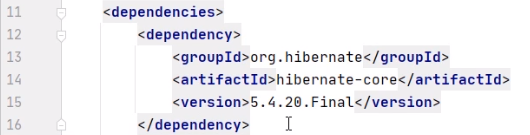 11 <dependencies>
12 <dependency>
13 <groupId>org.hibernate</groupId>
14 <artifactId>hibernate-core</artifactId>
15 <version>5.4.20.Final</version>
16 </dependency>